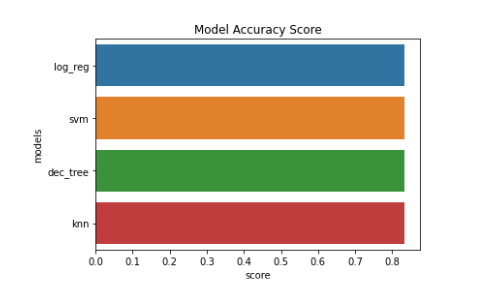 Model Accuracy Score
log_reg
svm
dec_tree
knn
models
0.0 0.1 0.2 0.3 0.4 0.5 0.6 0.7 0.8
score